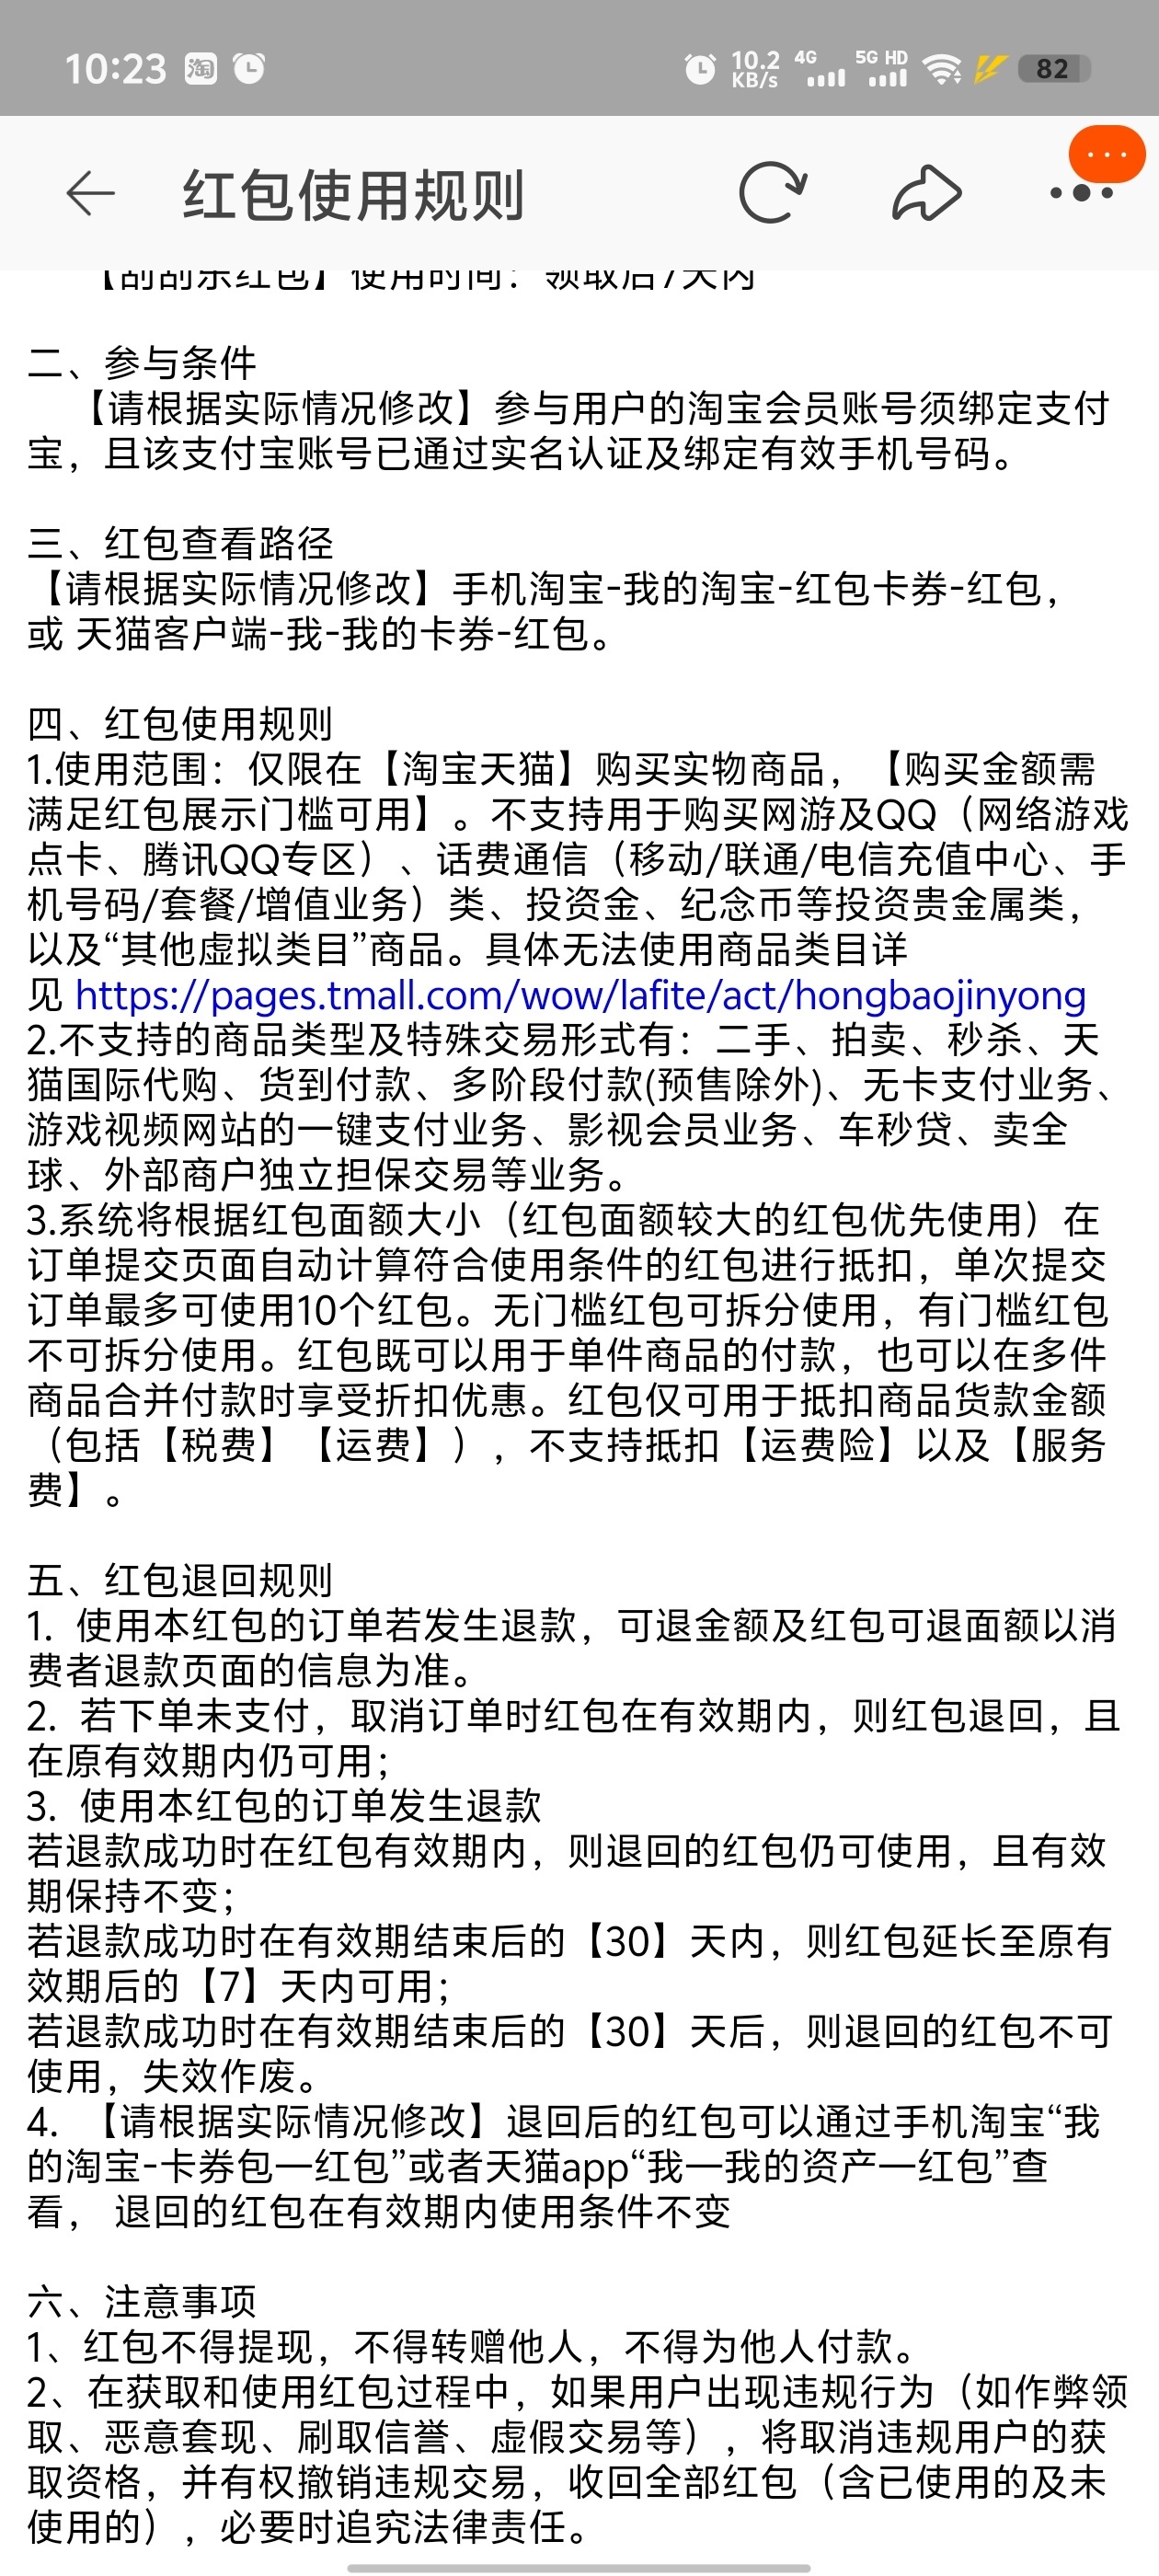 10:23 淘 10.2 KB/s 4G 5G HD 82
红包使用规则
【刮刮乐红包】使用时间：领取后7天内
二、参与条件
【请根据实际情况修改】参与用户的淘宝会员账号须绑定支付
宝，且该支付宝账号已通过实名认证及绑定有效手机号码。
三、红包查看路径
【请根据实际情况修改】手机淘宝-我的淘宝-红包卡券-红包，
或 天猫客户端-我-我的卡券-红包。
四、红包使用规则
1.使用范围：仅限在【淘宝天猫】购买实物商品，【购买金额需
满足红包展示门槛可用】。不支持用于购买网游及QQ（网络游戏
点卡、腾讯QQ专区）、话费通信（移动/联通/电信充值中心、手
机号码/套餐/增值业务）类、投资金、纪念币等投资贵金属类，
以及“其他虚拟类目”商品。具体无法使用商品类目详
见 https://pages.tmall.com/wow/lafite/act/hongbaojinyong
2.不支持的商品类型及特殊交易形式有：二手、拍卖、秒杀、天
猫国际代购、货到付款、多阶段付款(预售除外)、无卡支付业务、
游戏视频网站的一键支付业务、影视会员业务、车秒贷、卖全
球、外部商户独立担保交易等业务。
3.系统将根据红包面额大小（红包面额较大的红包优先使用）在
订单提交页面自动计算符合使用条件的红包进行抵扣，单次提交
订单最多可使用10个红包。无门槛红包可拆分使用，有门槛红包
不可拆分使用。红包既可以用于单件商品的付款，也可以在多件
商品合并付款时享受折扣优惠。红包仅可用于抵扣商品货款金额
（包括【税费】【运费】），不支持抵扣【运费险】以及【服务
费】。
五、红包退回规则
1. 使用本红包的订单若发生退款，可退金额及红包可退面额以消
费者退款页面的信息为准。
2. 若下单未支付，取消订单时红包在有效期内，则红包退回，且
在原有效期内仍可用；
3. 使用本红包的订单发生退款
若退款成功时在红包有效期内，则退回的红包仍可使用，且有效
期保持不变；
若退款成功时在有效期结束后的【30】天内，则红包延长至原有
效期后的【7】天内可用；
若退款成功时在有效期结束后的【30】天后，则退回的红包不可
使用，失效作废。
4. 【请根据实际情况修改】退回后的红包可以通过手机淘宝“我
的淘宝-卡券包—红包”或者天猫app“我—我的资产—红包”查
看， 退回的红包在有效期内使用条件不变
六、注意事项
1、红包不得提现，不得转赠他人，不得为他人付款。
2、在获取和使用红包过程中，如果用户出现违规行为（如作弊领
取、恶意套现、刷取信誉、虚假交易等），将取消违规用户的获
取资格，并有权撤销违规交易，收回全部红包（含已使用的及未
使用的），必要时追究法律责任。